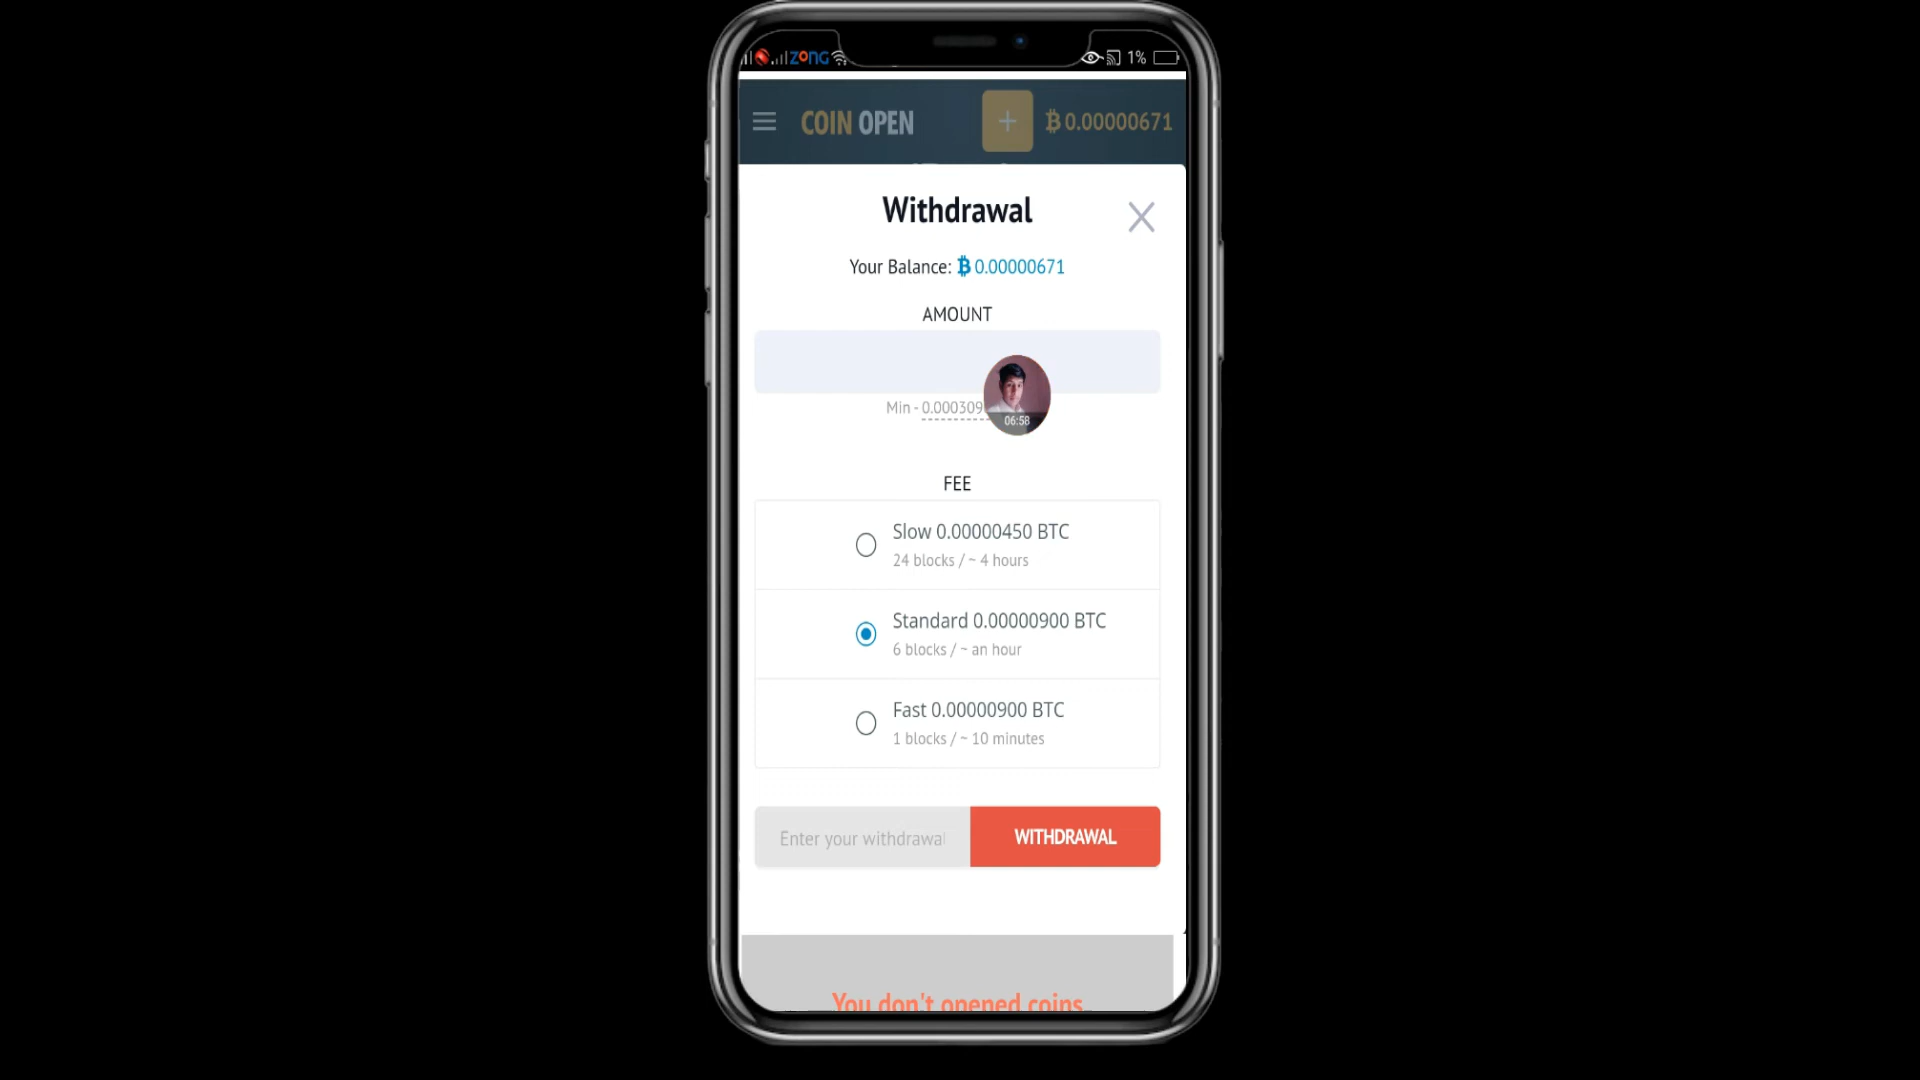 ZONG 1%
COIN OPEN + ₿0.00000671
Withdrawal
Your Balance: ₿0.00000671
AMOUNT
Min - 0.000309
06:58
FEE
Slow 0.00000450 BTC
24 blocks / ~ 4 hours
Standard 0.00000900 BTC
6 blocks / ~ an hour
Fast 0.00000900 BTC
1 blocks / ~ 10 minutes
Enter your withdrawal WITHDRAWAL
You don't opened coins